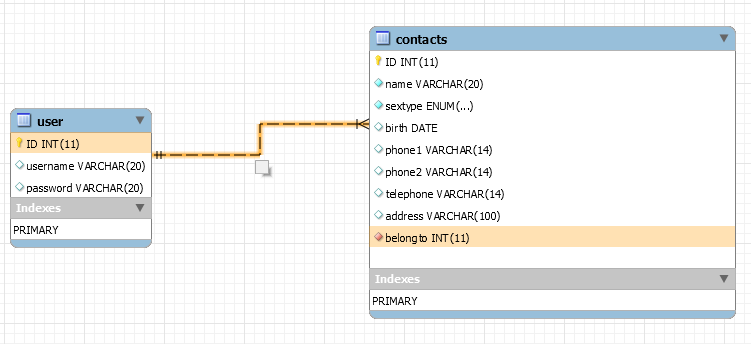 user
ID INT(11)
username VARCHAR(20)
password VARCHAR(20)
Indexes
PRIMARY
contacts
ID INT(11)
name VARCHAR(20)
sextype ENUM(...)
birth DATE
phone1 VARCHAR(14)
phone2 VARCHAR(14)
telephone VARCHAR(14)
address VARCHAR(100)
belongto INT(11)
Indexes
PRIMARY